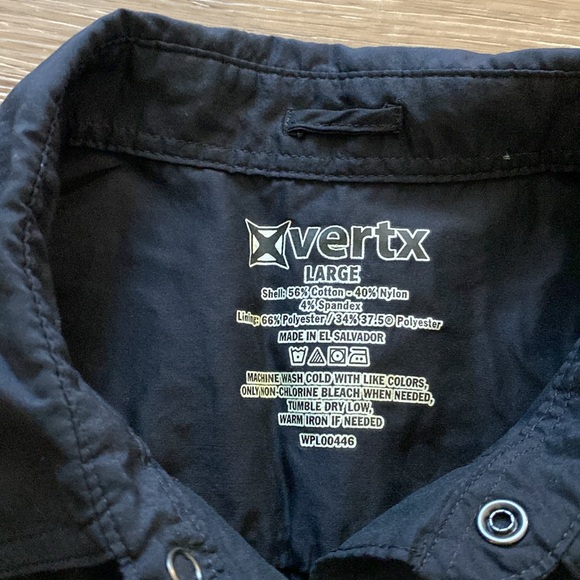 vertx
LARGE
Shell: 56% Cotton - 40% Nylon
4% Spandex
Lining: 66% Polyester / 34% 37.5® Polyester
MADE IN EL SALVADOR
MACHINE WASH COLD WITH LIKE COLORS,
ONLY NON-CHLORINE BLEACH WHEN NEEDED,
TUMBLE DRY LOW,
WARM IRON IF NEEDED
WPL00446